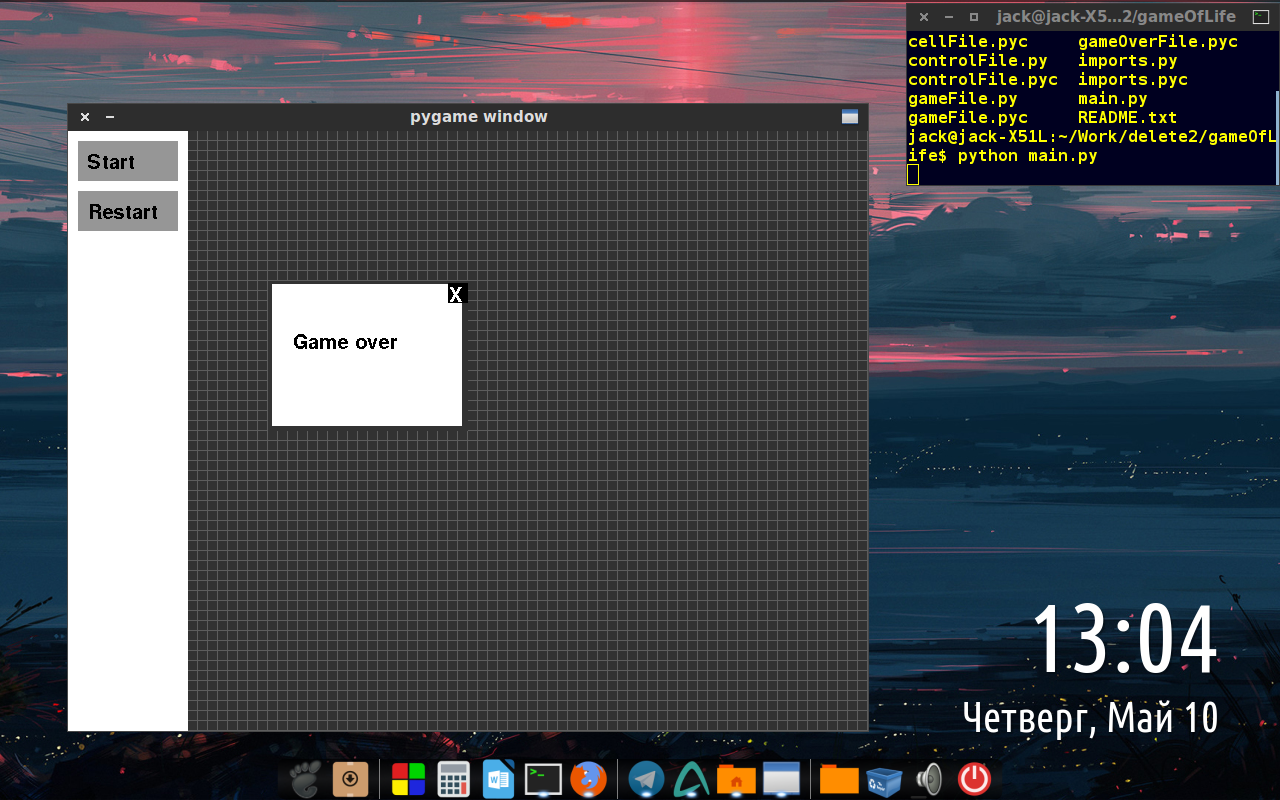 pygame window
Start
Restart
X
Game over
jack@jack-X5...2/gameOfLife
cellFile.pyc gameOverFile.pyc
controlFile.py imports.py
controlFile.pyc imports.pyc
gameFile.py main.py
gameFile.pyc README.txt
jack@jack-X51L:~/Work/delete2/gameOfL
ife$ python main.py
13:04
Четверг, Май 10
W
>_